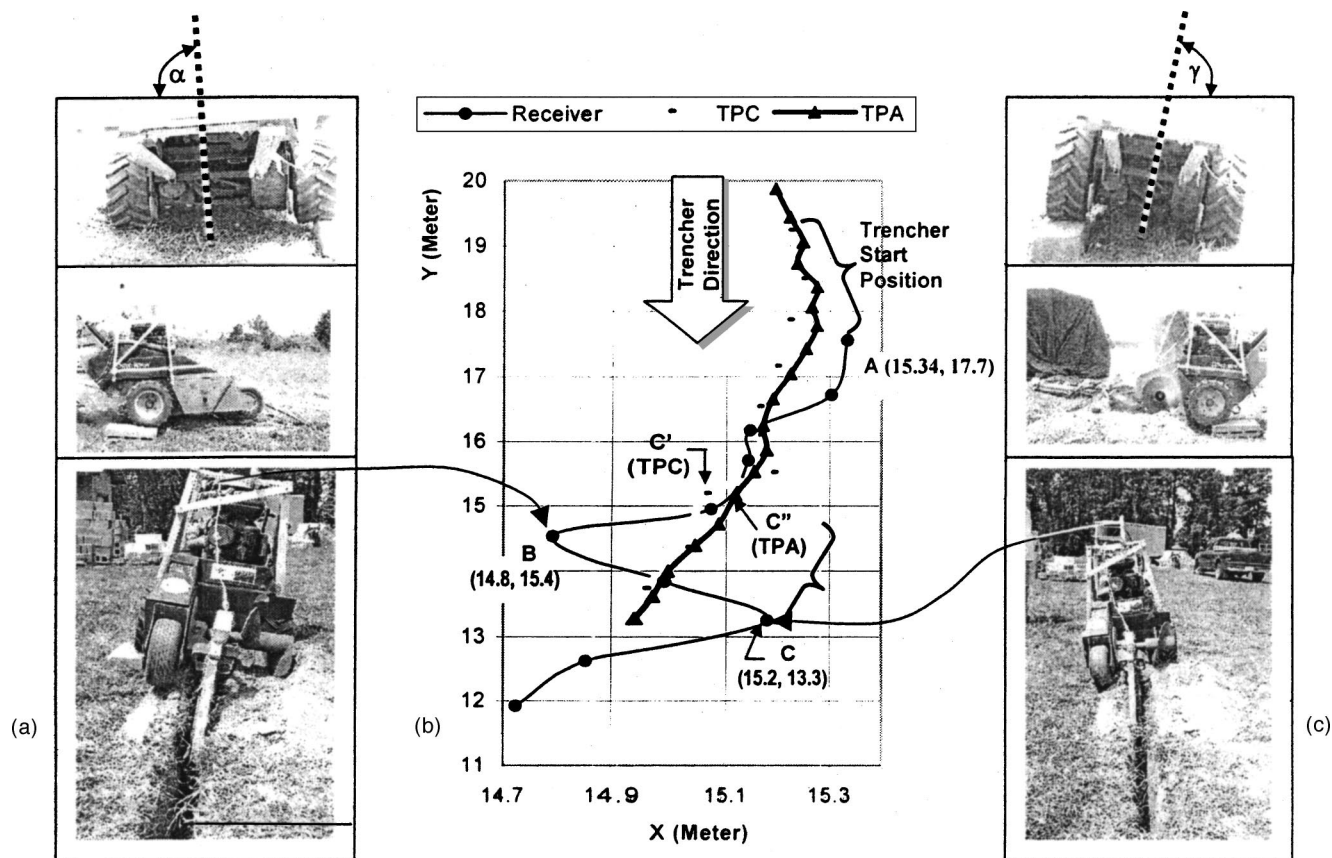 α
γ
Receiver
TPC
TPA
Y (Meter)
20
19
18
17
16
15
14
13
12
11
Trencher
Direction
Trencher
Start
Position
A (15.34, 17.7)
C'
(TPC)
C"
(TPA)
B
(14.8, 15.4)
C
(15.2, 13.3)
14.7
14.9
15.1
15.3
X (Meter)
(a)
(b)
(c)